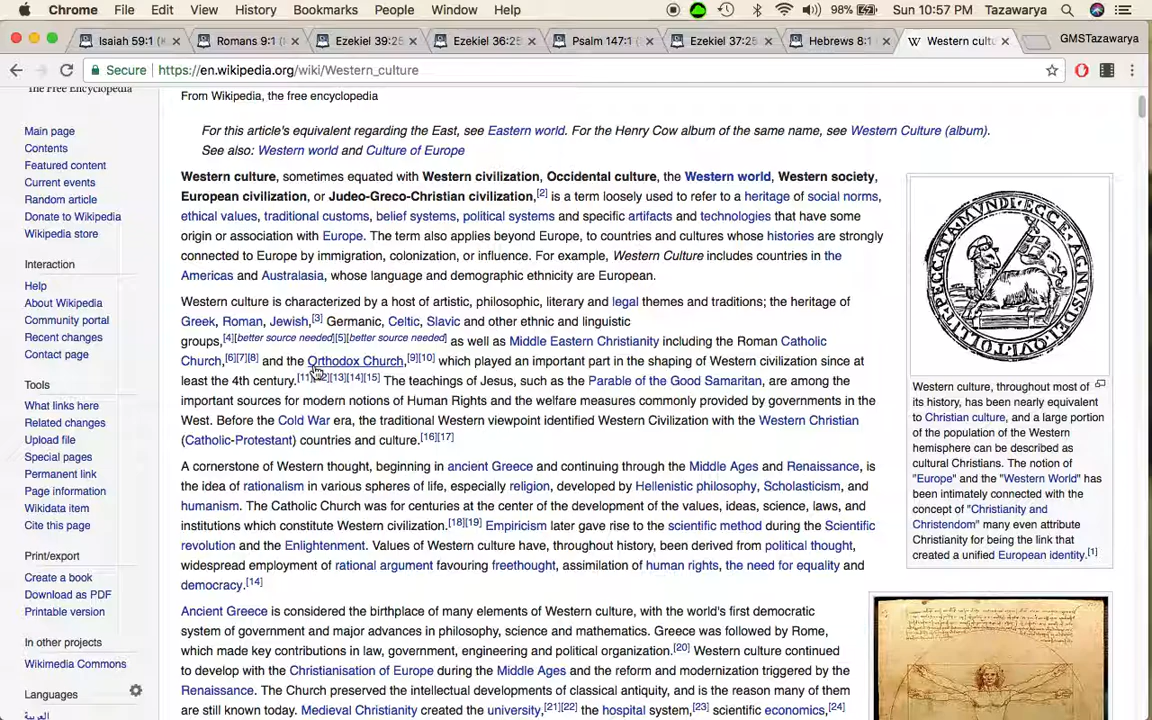 Chrome File Edit View History Bookmarks People Window Help 98% Sun 10:57 PM Tazawarya
Isaiah 59:1 Romans 9:1 Ezekiel 39:25 Ezekiel 36:25 Psalm 147:1 Ezekiel 37:25 Hebrews 8:1 W Western cultu GMSTazawarya
Secure https://en.wikipedia.org/wiki/Western_culture
The Free Encyclopedia
Main page
Contents
Featured content
Current events
Random article
Donate to Wikipedia
Wikipedia store
Interaction
Help
About Wikipedia
Community portal
Recent changes
Contact page
Tools
What links here
Related changes
Upload file
Special pages
Permanent link
Page information
Wikidata item
Cite this page
Print/export
Create a book
Download as PDF
Printable version
In other projects
Wikimedia Commons
Languages
العربية
From Wikipedia, the free encyclopedia
For this article's equivalent regarding the East, see Eastern world. For the Henry Cow album of the same name, see Western Culture (album).
See also: Western world and Culture of Europe
Western culture, sometimes equated with Western civilization, Occidental culture, the Western world, Western society,
European civilization, or Judeo-Greco-Christian civilization,[2] is a term loosely used to refer to a heritage of social norms,
ethical values, traditional customs, belief systems, political systems and specific artifacts and technologies that have some
origin or association with Europe. The term also applies beyond Europe, to countries and cultures whose histories are strongly
connected to Europe by immigration, colonization, or influence. For example, Western Culture includes countries in the
Americas and Australasia, whose language and demographic ethnicity are European.
Western culture is characterized by a host of artistic, philosophic, literary and legal themes and traditions; the heritage of
Greek, Roman, Jewish,[3] Germanic, Celtic, Slavic and other ethnic and linguistic
groups,[4][better source needed][5][better source needed] as well as Middle Eastern Christianity including the Roman Catholic
Church,[6][7][8] and the Orthodox Church,[9][10] which played an important part in the shaping of Western civilization since at
least the 4th century.[11][12][13][14][15] The teachings of Jesus, such as the Parable of the Good Samaritan, are among the
important sources for modern notions of Human Rights and the welfare measures commonly provided by governments in the
West. Before the Cold War era, the traditional Western viewpoint identified Western Civilization with the Western Christian
(Catholic-Protestant) countries and culture.[16][17]
A cornerstone of Western thought, beginning in ancient Greece and continuing through the Middle Ages and Renaissance, is
the idea of rationalism in various spheres of life, especially religion, developed by Hellenistic philosophy, Scholasticism, and
humanism. The Catholic Church was for centuries at the center of the development of the values, ideas, science, laws, and
institutions which constitute Western civilization.[18][19] Empiricism later gave rise to the scientific method during the Scientific
revolution and the Enlightenment. Values of Western culture have, throughout history, been derived from political thought,
widespread employment of rational argument favouring freethought, assimilation of human rights, the need for equality and
democracy.[14]
Ancient Greece is considered the birthplace of many elements of Western culture, with the world's first democratic
system of government and major advances in philosophy, science and mathematics. Greece was followed by Rome,
which made key contributions in law, government, engineering and political organization.[20] Western culture continued
to develop with the Christianisation of Europe during the Middle Ages and the reform and modernization triggered by the
Renaissance. The Church preserved the intellectual developments of classical antiquity, and is the reason many of them
are still known today. Medieval Christianity created the university,[21][22] the hospital system,[23] scientific economics,[24]
Western culture, throughout most of
its history, has been nearly equivalent
to Christian culture, and a large portion
of the population of the Western
hemisphere can be described as
cultural Christians. The notion of
"Europe" and the "Western World" has
been intimately connected with the
concept of "Christianity and
Christendom" many even attribute
Christianity for being the link that
created a unified European identity.[1]